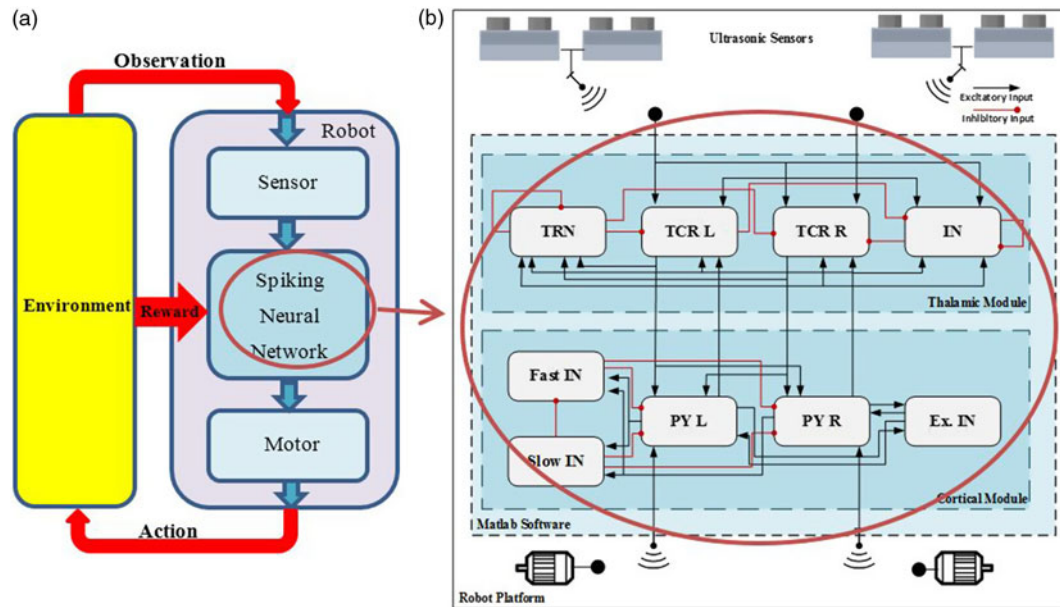 (a)
Observation
Robot
Sensor
Spiking
Neural
Network
Environment
Reward
Motor
Action
(b)
Ultrasonic Sensors
Excitatory Input
Inhibitory Input
TRN
TCR L
TCR R
IN
Thalamic Module
Fast IN
PY L
PY R
Ex. IN
Slow IN
Cortical Module
Matlab Software
Robot Platform